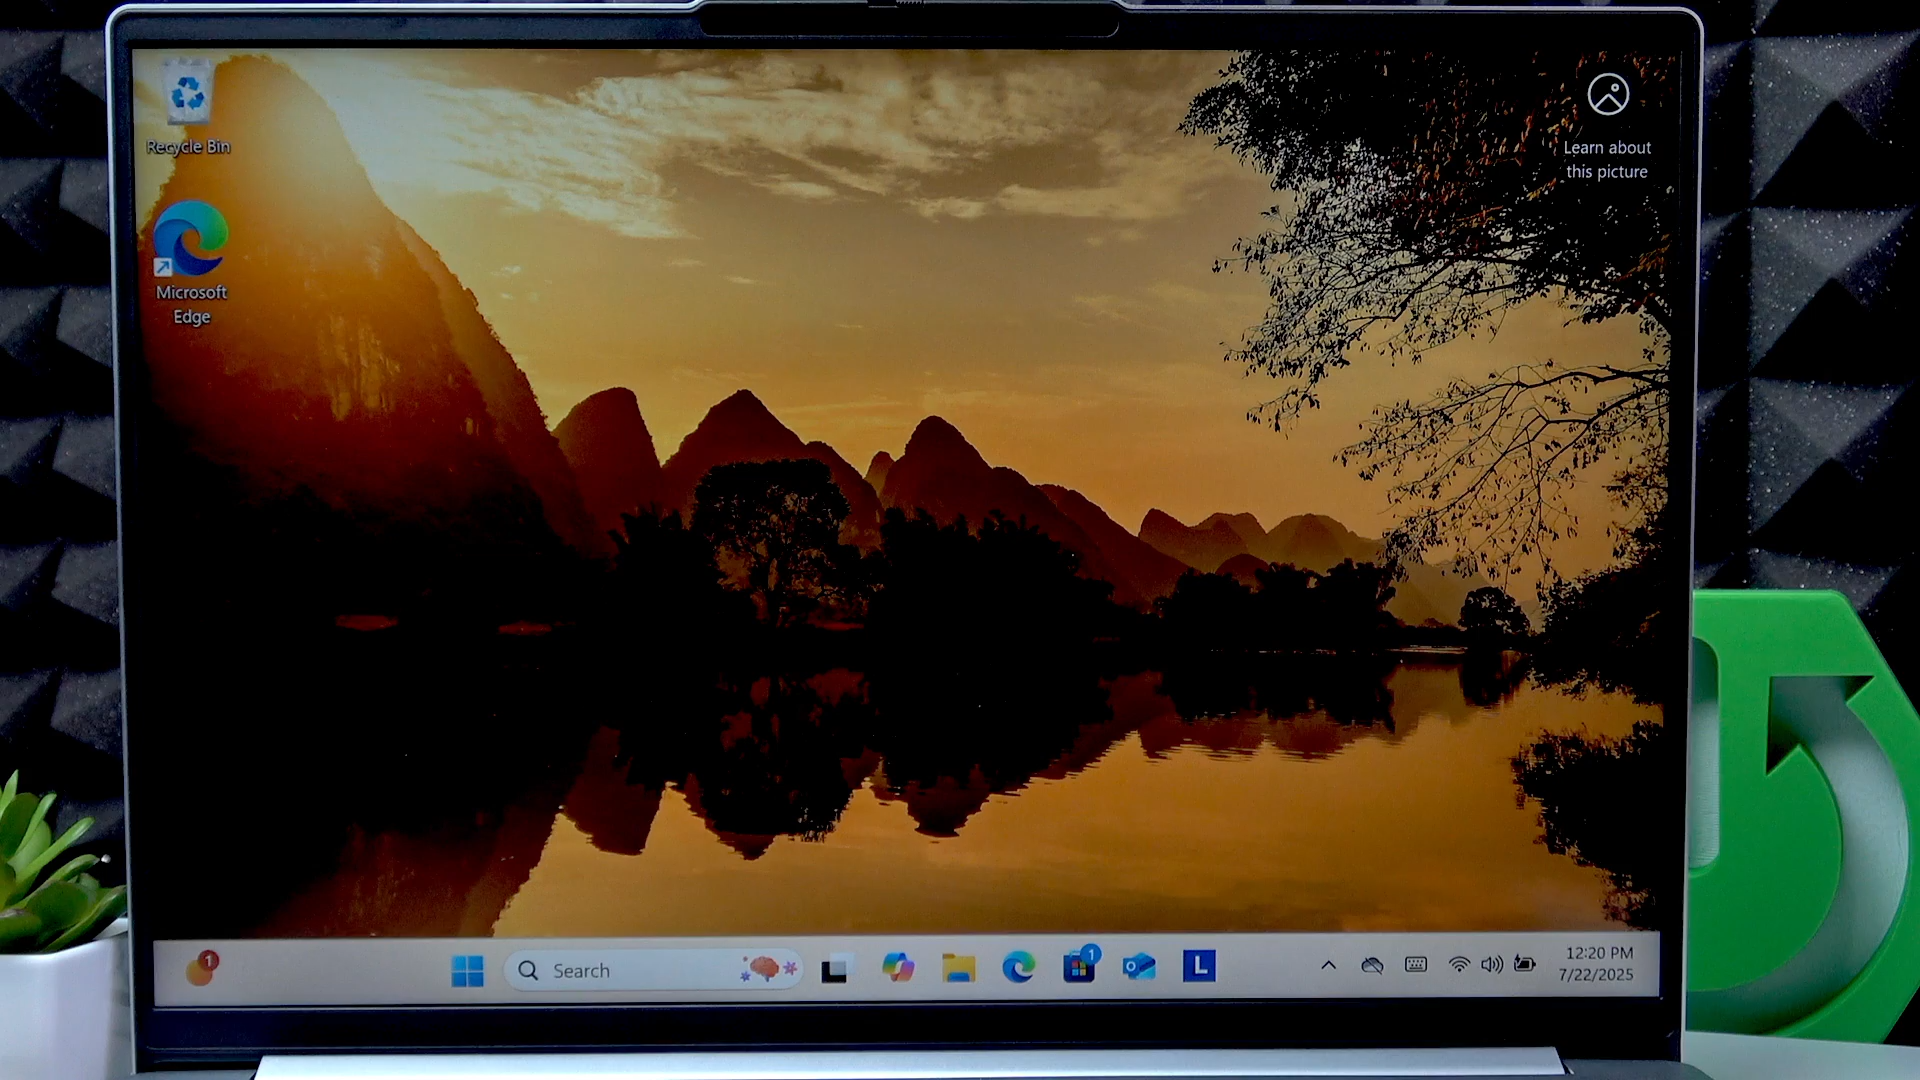 Recycle Bin
Learn about
this picture
Microsoft
Edge
1
Search
1
L
12:20 PM
7/22/2025